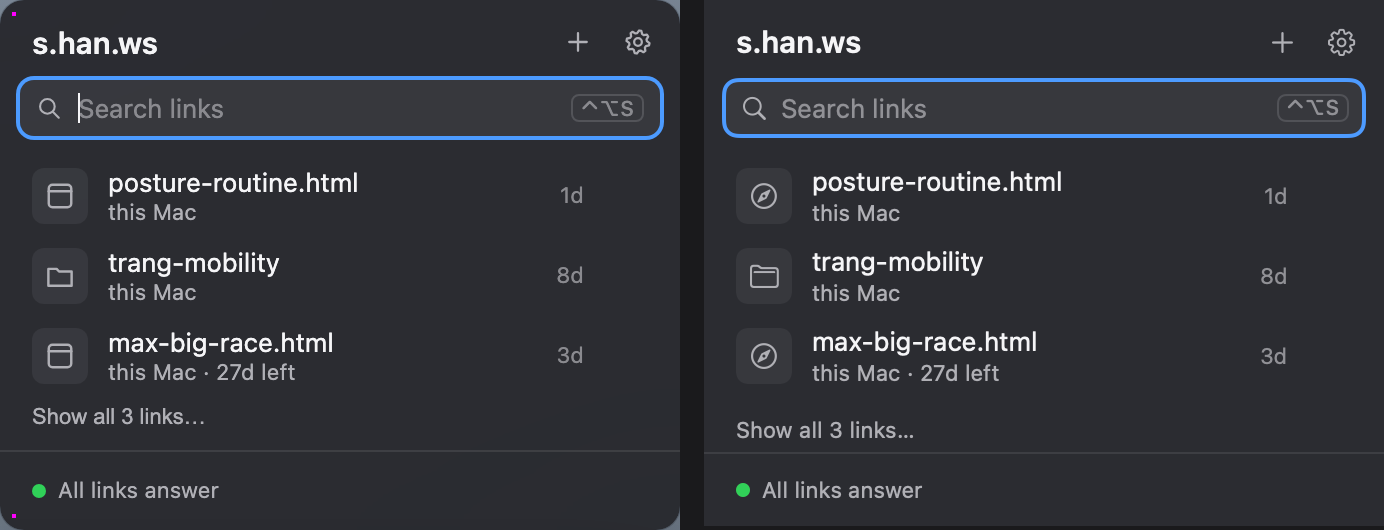 s.han.ws
Search links ⌃⌥S
posture-routine.html 1d
this Mac
trang-mobility 8d
this Mac
max-big-race.html 3d
this Mac · 27d left
Show all 3 links…
All links answer
s.han.ws
Search links ⌃⌥S
posture-routine.html 1d
this Mac
trang-mobility 8d
this Mac
max-big-race.html 3d
this Mac · 27d left
Show all 3 links…
All links answer